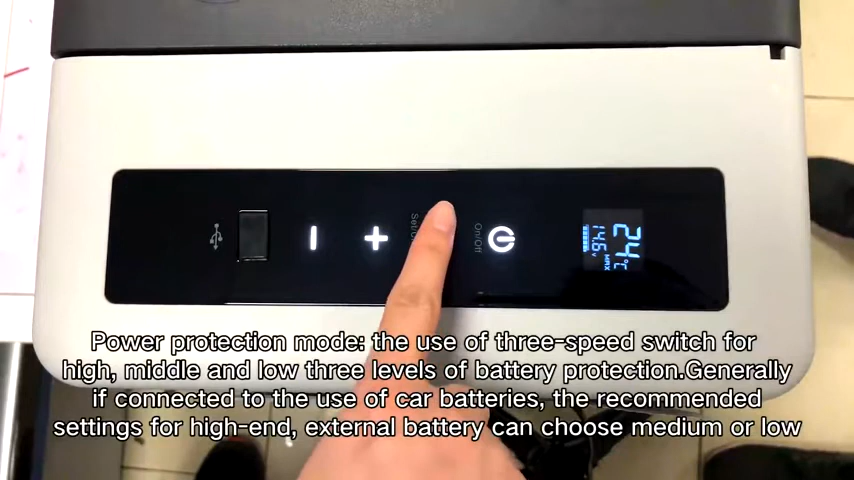 Set/
On/Off
24°C
14.6 V
MAX
Power protection mode: the use of three-speed switch for
high, middle and low three levels of battery protection.Generally
if connected to the use of car batteries, the recommended
settings for high-end, external battery can choose medium or low